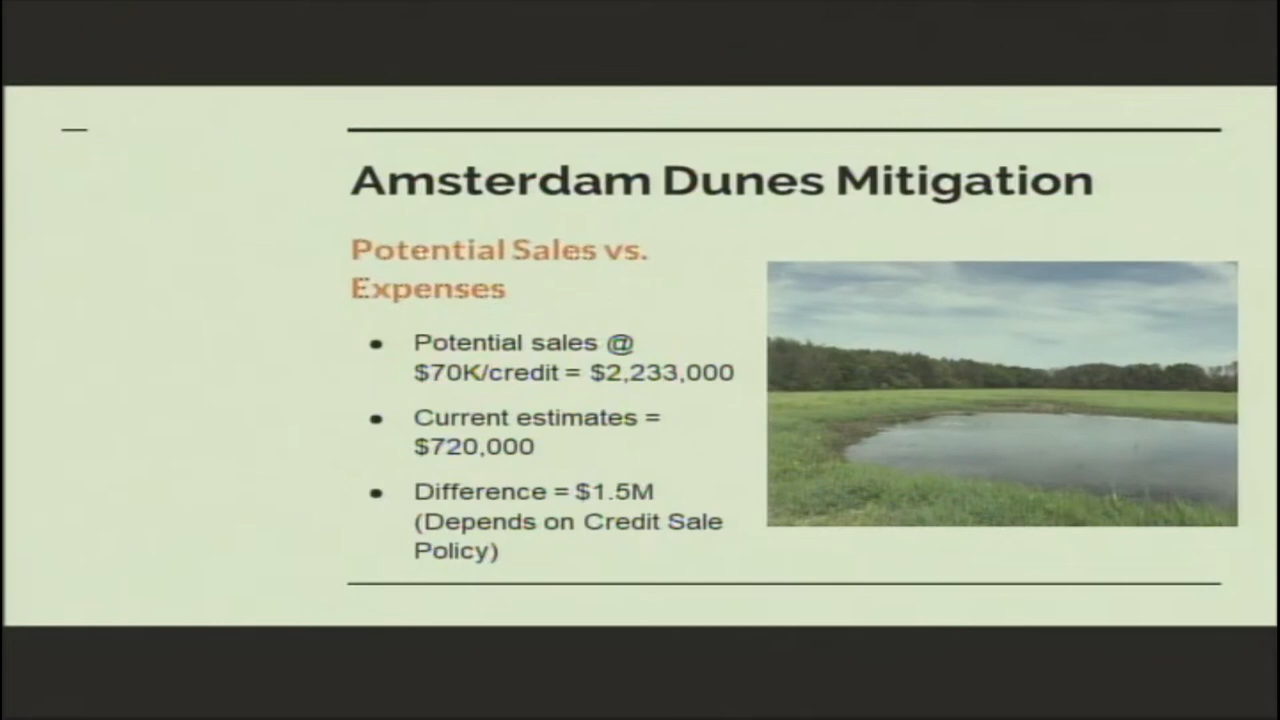 Amsterdam Dunes Mitigation
Potential Sales vs.
Expenses
● Potential sales @
$70K/credit = $2,233,000
● Current estimates =
$720,000
● Difference = $1.5M
(Depends on Credit Sale
Policy)